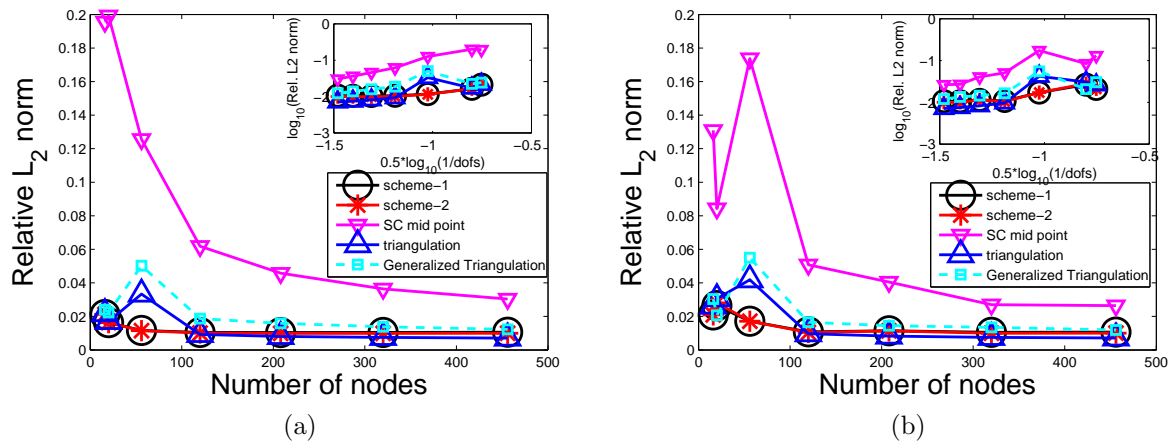 0.2
0.18
0.16
0.14
0.12
0.1
0.08
0.06
0.04
0.02
0
0 100 200 300 400 500
Relative L2 norm
Number of nodes
0
−1
−2
−3
−1.5 −1 −0.5
log10(Rel. L2 norm)
0.5*log10(1/dofs)
scheme−1
scheme−2
SC mid point
triangulation
Generalized Triangulation
(a)
0.2
0.18
0.16
0.14
0.12
0.1
0.08
0.06
0.04
0.02
0
0 100 200 300 400 500
Relative L2 norm
Number of nodes
0
−1
−2
−3
−1.5 −1 −0.5
log10(Rel. L2 norm)
0.5*log10(1/dofs)
scheme−1
scheme−2
SC mid point
triangulation
Generalized Triangulation
(b)